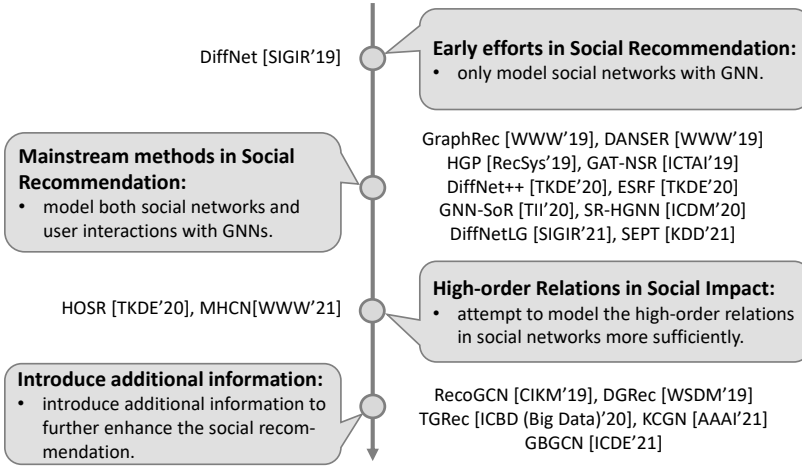 DiffNet [SIGIR'19]
Early efforts in Social Recommendation:
• only model social networks with GNN.
Mainstream methods in Social
Recommendation:
• model both social networks and
user interactions with GNNs.
GraphRec [WWW'19], DANSER [WWW'19]
HGP [RecSys'19], GAT-NSR [ICTAI'19]
DiffNet++ [TKDE'20], ESRF [TKDE'20]
GNN-SoR [TII'20], SR-HGNN [ICDM'20]
DiffNetLG [SIGIR'21], SEPT [KDD'21]
HOSR [TKDE'20], MHCN[WWW'21]
High-order Relations in Social Impact:
• attempt to model the high-order relations
in social networks more sufficiently.
Introduce additional information:
• introduce additional information to
further enhance the social recom-
mendation.
RecoGCN [CIKM'19], DGRec [WSDM'19]
TGRec [ICBD (Big Data)'20], KCGN [AAAI'21]
GBGCN [ICDE'21]